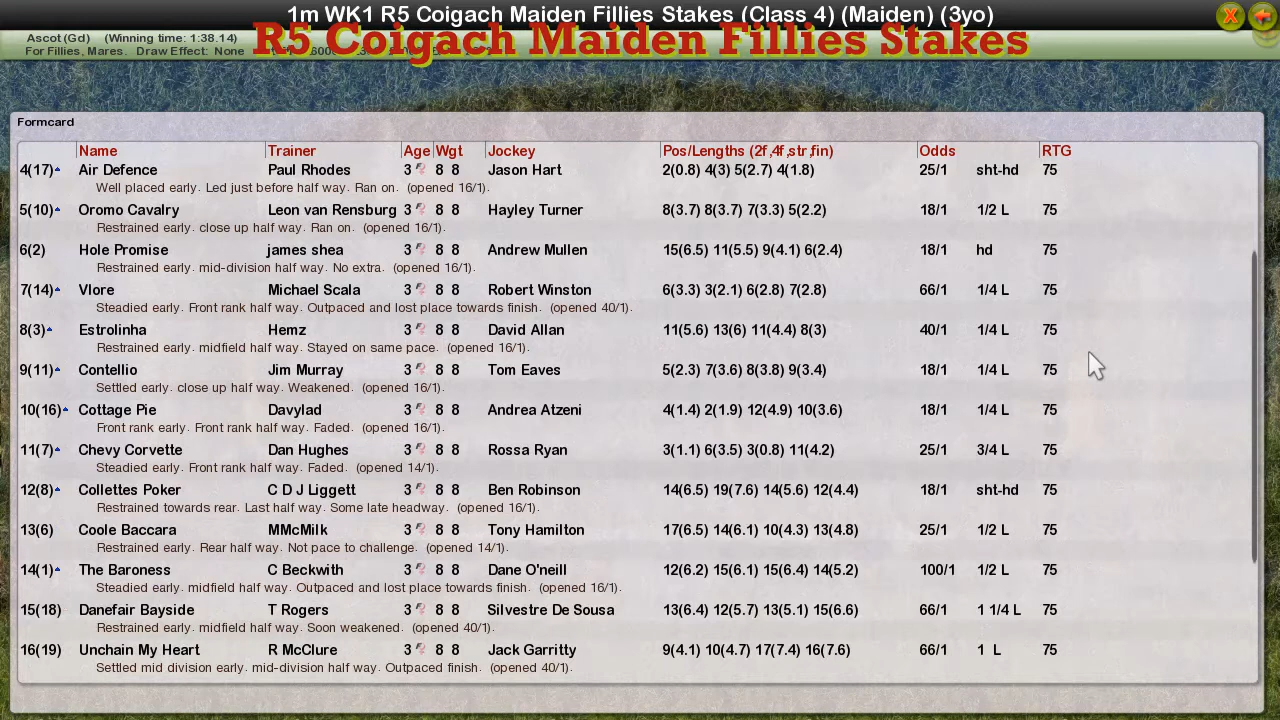 1m WK1 R5 Coigach Maiden Fillies Stakes (Class 4) (Maiden) (3yo)
R5 Coigach Maiden Fillies Stakes
Ascot(Gd) (Winning time: 1:38.14)
For Fillies, Mares. Draw Effect: None
Formcard
Name Trainer Age Wgt Jockey Pos/Lengths (2f,4f,str,fin) Odds RTG
4(17) Air Defence Paul Rhodes 3 8 8 Jason Hart 2(0.8) 4(3) 5(2.7) 4(1.8) 25/1 sht-hd 75
Well placed early. Led just before half way. Ran on. (opened 16/1).
5(10) Oromo Cavalry Leon van Rensburg 3 8 8 Hayley Turner 8(3.7) 8(3.7) 7(3.3) 5(2.2) 18/1 1/2 L 75
Restrained early. close up half way. Ran on. (opened 16/1).
6(2) Hole Promise james shea 3 8 8 Andrew Mullen 15(6.5) 11(5.5) 9(4.1) 6(2.4) 18/1 hd 75
Restrained early. mid-division half way. No extra. (opened 16/1).
7(14) Vlore Michael Scala 3 8 8 Robert Winston 6(3.3) 3(2.1) 6(2.8) 7(2.8) 66/1 1/4 L 75
Steadied early. Front rank half way. Outpaced and lost place towards finish. (opened 40/1).
8(3) Estrolinha Hemz 3 8 8 David Allan 11(5.6) 13(6) 11(4.4) 8(3) 40/1 1/4 L 75
Restrained early. midfield half way. Stayed on same pace. (opened 16/1).
9(11) Contellio Jim Murray 3 8 8 Tom Eaves 5(2.3) 7(3.6) 8(3.8) 9(3.4) 18/1 1/4 L 75
Settled early. close up half way. Weakened. (opened 16/1).
10(16) Cottage Pie Davylad 3 8 8 Andrea Atzeni 4(1.4) 2(1.9) 12(4.9) 10(3.6) 18/1 1/4 L 75
Front rank early. Front rank half way. Faded. (opened 16/1).
11(7) Chevy Corvette Dan Hughes 3 8 8 Rossa Ryan 3(1.1) 6(3.5) 3(0.8) 11(4.2) 25/1 3/4 L 75
Steadied early. Front rank half way. Faded. (opened 14/1).
12(8) Collettes Poker C D J Liggett 3 8 8 Ben Robinson 14(6.5) 19(7.6) 14(5.6) 12(4.4) 18/1 sht-hd 75
Restrained towards rear. Last half way. Some late headway. (opened 16/1).
13(6) Coole Baccara MMcMilk 3 8 8 Tony Hamilton 17(6.5) 14(6.1) 10(4.3) 13(4.8) 25/1 1/2 L 75
Restrained early. Rear half way. Not pace to challenge. (opened 14/1).
14(1) The Baroness C Beckwith 3 8 8 Dane O'neill 12(6.2) 15(6.1) 15(6.4) 14(5.2) 100/1 1/2 L 75
Steadied early. midfield half way. Outpaced and lost place towards finish. (opened 16/1).
15(18) Danefair Bayside T Rogers 3 8 8 Silvestre De Sousa 13(6.4) 12(5.7) 13(5.1) 15(6.6) 66/1 1 1/4 L 75
Restrained early. midfield half way. Soon weakened. (opened 40/1).
16(19) Unchain My Heart R McClure 3 8 8 Jack Garritty 9(4.1) 10(4.7) 17(7.4) 16(7.6) 66/1 1 L 75
Settled mid division early. mid-division half way. Outpaced finish. (opened 40/1).